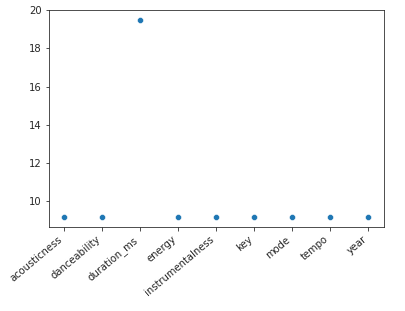 20
18
16
14
12
10
acousticness
danceability
duration_ms
energy
instrumentalness
key
mode
tempo
year